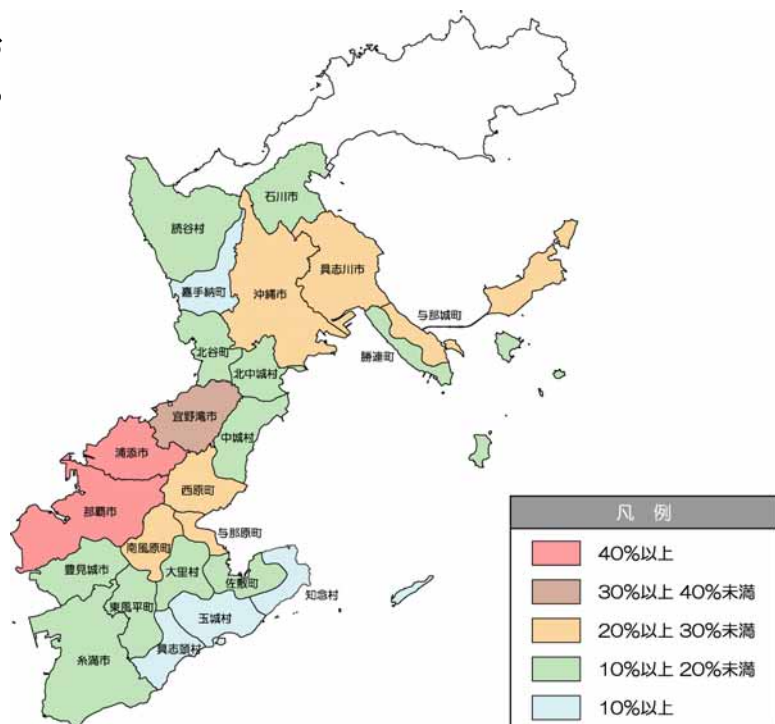 石川市
読谷村
具志川市
嘉手納町
沖縄市
与那城町
北谷町
勝連町
北中城村
宜野湾市
中城村
浦添市
西原町
那覇市
与那原町
南風原町
豊見城市
大里村
佐敷町
知念村
東風平町
玉城村
具志頭村
糸満市
凡 例
40%以上
30%以上 40%未満
20%以上 30%未満
10%以上 20%未満
10%以上